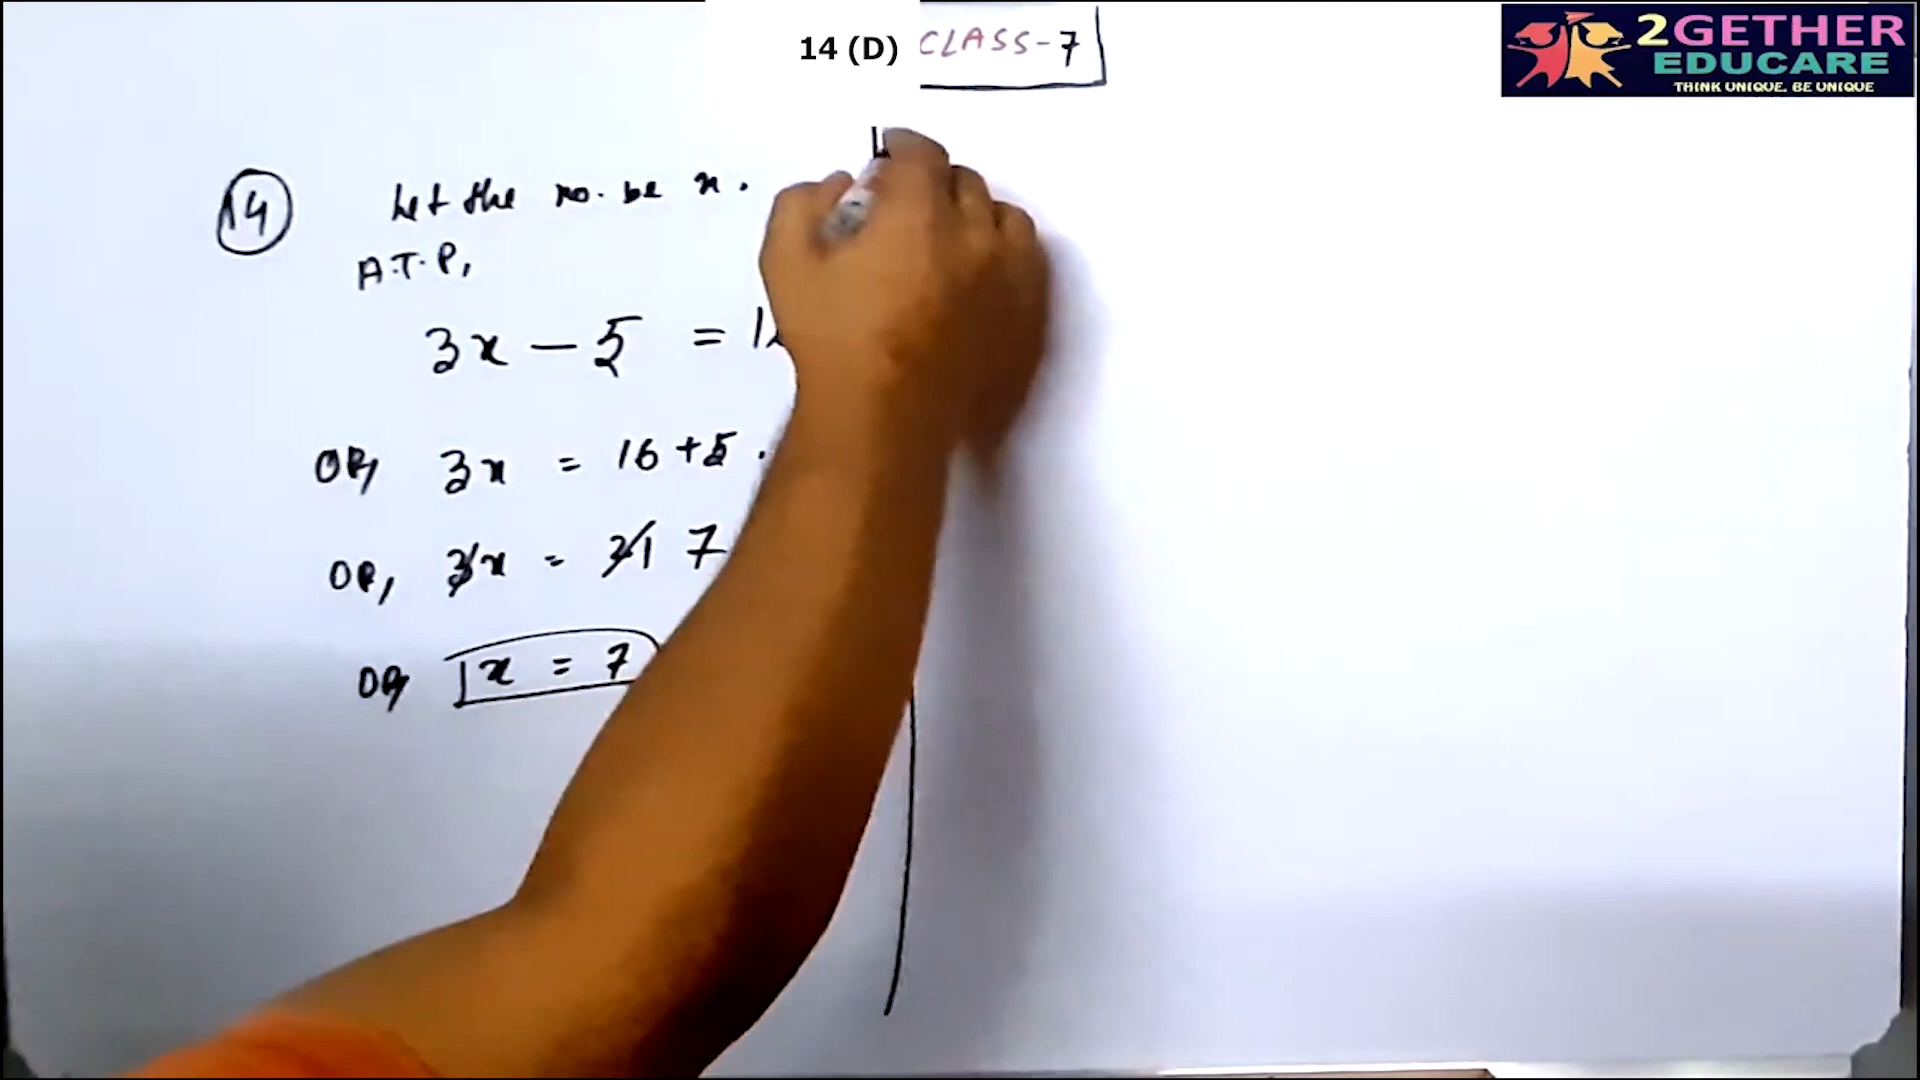 14 (D) CLASS-7
2GETHER
EDUCARE
THINK UNIQUE. BE UNIQUE
14 Let the no. be x.
A.T.P,
3x - 5 = 1
OR, 3x = 16 + 5.
OR, 3x = 21 7
OR, x = 7